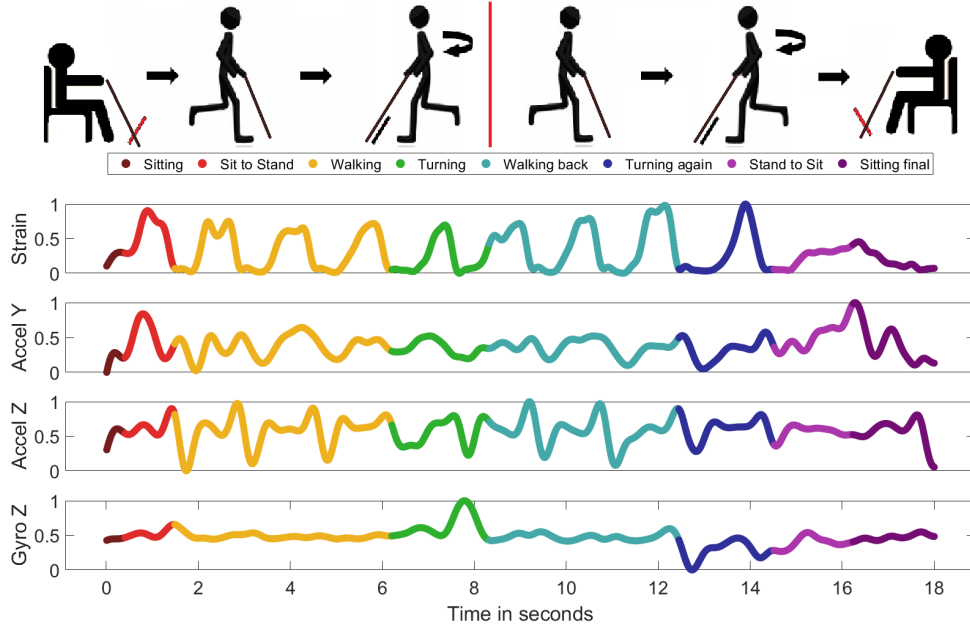 Sitting Sit to Stand Walking Turning Walking back Turning again Stand to Sit Sitting final
Strain
1
0.5
0
Accel Y
1
0.5
0
Accel Z
1
0.5
0
Gyro Z
1
0.5
0
0 2 4 6 8 10 12 14 16 18
Time in seconds